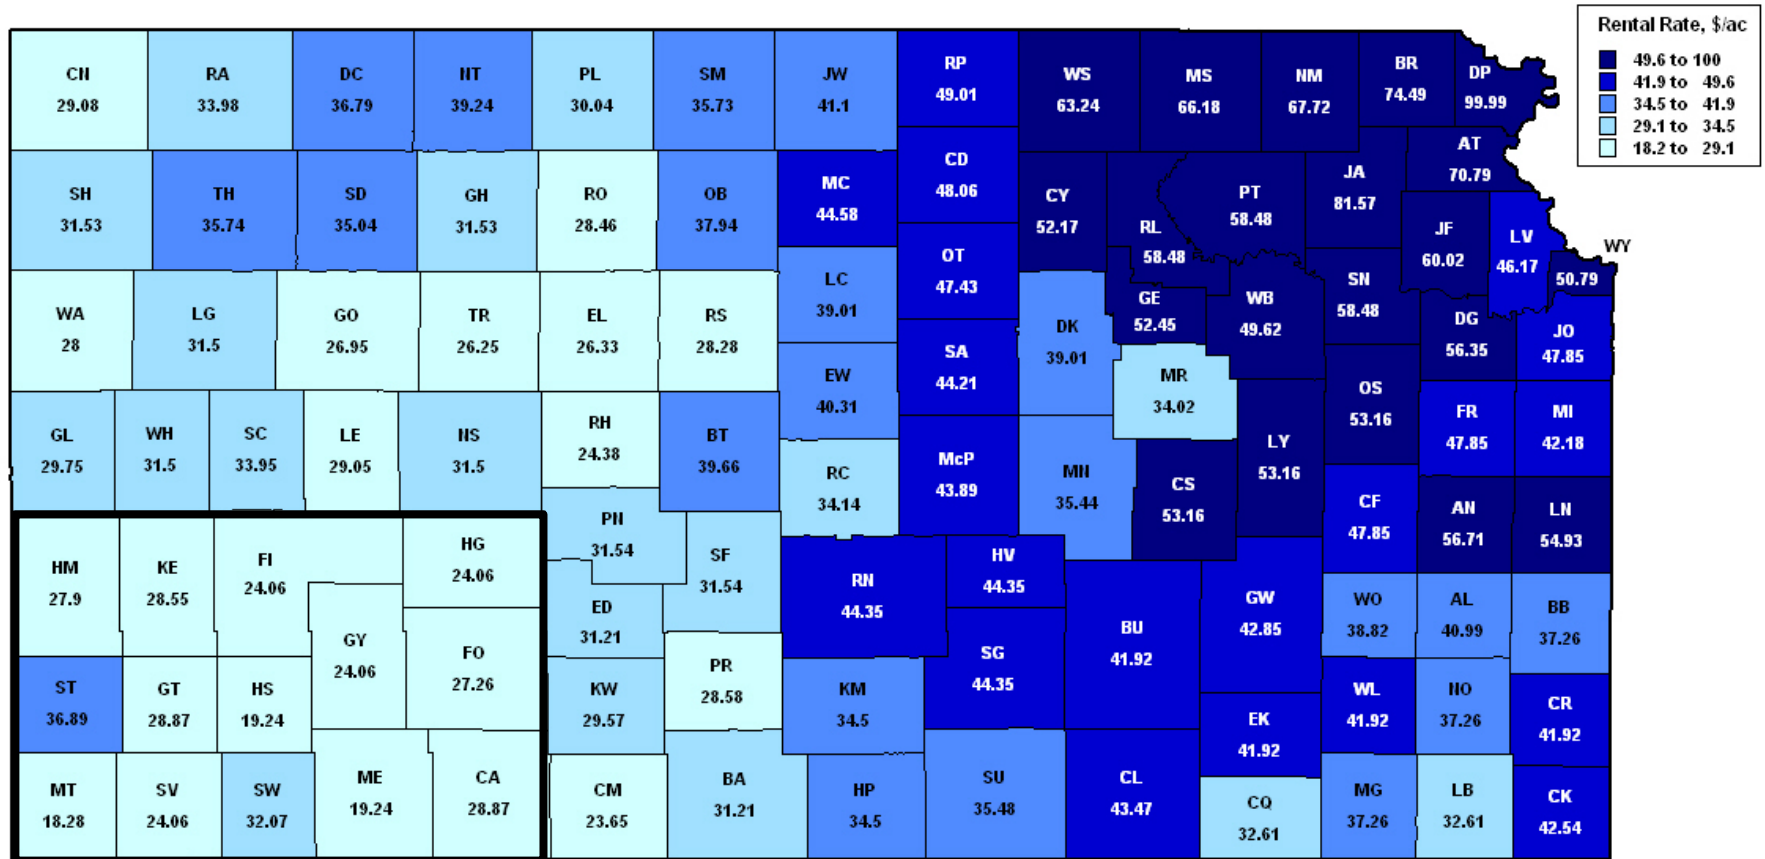 Rental Rate, $/ac
49.6 to 100
41.9 to 49.6
34.5 to 41.9
29.1 to 34.5
18.2 to 29.1
CN
29.08
RA
33.98
DC
36.79
NT
39.24
PL
30.04
SM
35.73
JW
41.1
RP
49.01
WS
63.24
MS
66.18
NM
67.72
BR
74.49
DP
99.99
AT
70.79
SH
31.53
TH
35.74
SD
35.04
GH
31.53
RO
28.46
OB
37.94
MC
44.58
CD
48.06
CY
52.17
RL
58.48
PT
58.48
JA
81.57
JF
60.02
LV
46.17
WY
50.79
WA
28
LG
31.5
GO
26.95
TR
26.25
EL
26.33
RS
28.28
LC
39.01
OT
47.43
DK
39.01
GE
52.45
WB
49.62
SN
58.48
DG
56.35
JO
47.85
EW
40.31
SA
44.21
MR
34.02
OS
53.16
FR
47.85
MI
42.18
GL
29.75
WH
31.5
SC
33.95
LE
29.05
NS
31.5
RH
24.38
BT
39.66
RC
34.14
McP
43.89
MN
35.44
CS
53.16
LY
53.16
CF
47.85
AN
56.71
LN
54.93
PN
31.54
SF
31.54
HM
27.9
KE
28.55
FI
24.06
HG
24.06
ED
31.21
RN
44.35
HV
44.35
BU
41.92
GW
42.85
WO
38.82
AL
40.99
BB
37.26
GY
24.06
FO
27.26
PR
28.58
SG
44.35
ST
36.89
GT
28.87
HS
19.24
KW
29.57
KM
34.5
EK
41.92
WL
41.92
NO
37.26
CR
41.92
MT
18.28
SV
24.06
SW
32.07
ME
19.24
CA
28.87
CM
23.65
BA
31.21
HP
34.5
SU
35.48
CL
43.47
CQ
32.61
MG
37.26
LB
32.61
CK
42.54